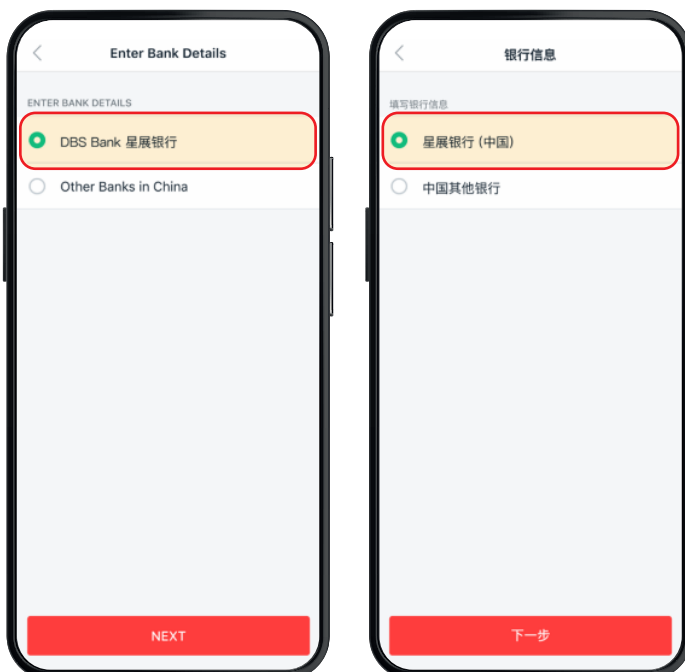 Enter Bank Details
ENTER BANK DETAILS
DBS Bank 星展银行
Other Banks in China
NEXT
银行信息
填写银行信息
星展银行 (中国)
中国其他银行
下一步